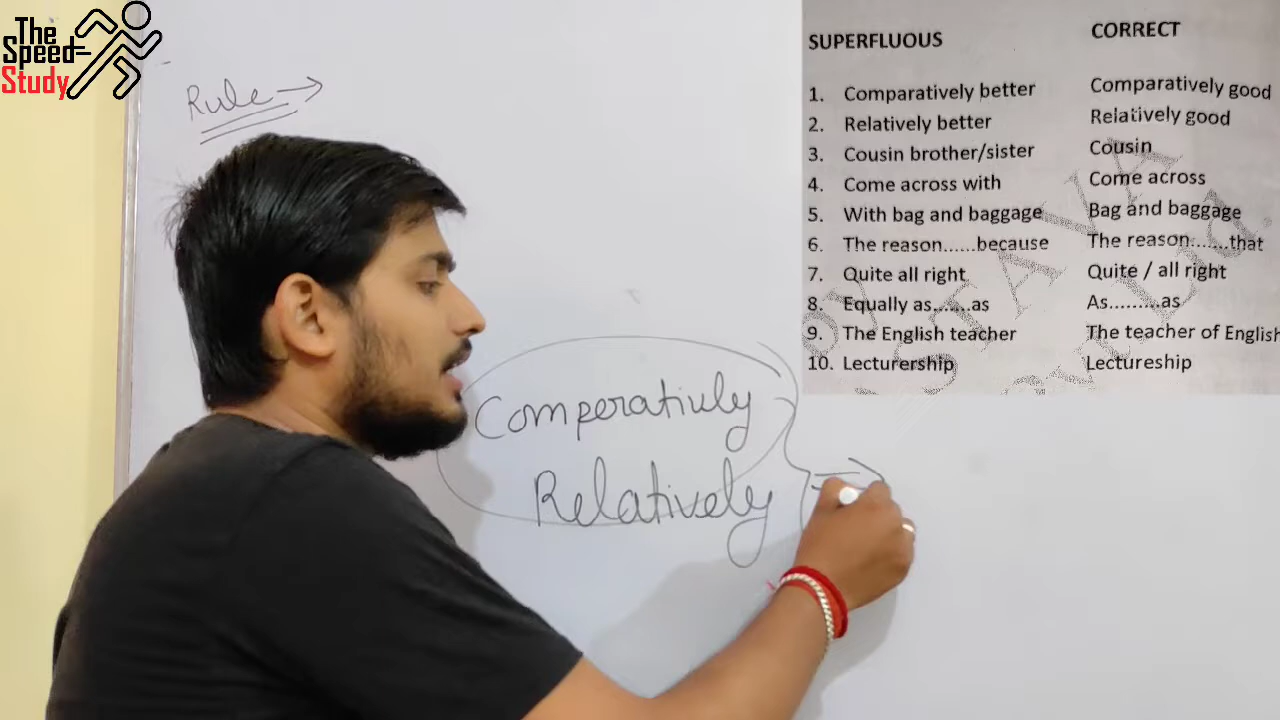 The
Speed
Study
Rule →
SUPERFLUOUS CORRECT
1. Comparatively better Comparatively good
2. Relatively better Relatively good
3. Cousin brother/sister Cousin
4. Come across with Come across
5. With bag and baggage Bag and baggage
6. The reason......because The reason.......that
7. Quite all right Quite / all right
8. Equally as.......as As.........as
9. The English teacher The teacher of English
10. Lecturership Lectureship
Comperatively
Relatively